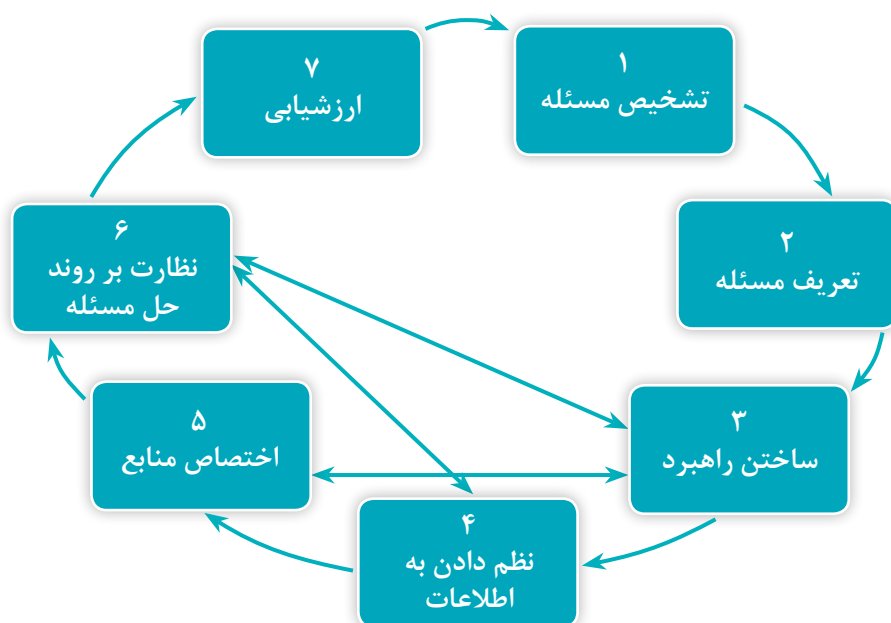 ۱
تشخیص مسئله
۲
تعریف مسئله
۳
ساختن راهبرد
۴
نظم دادن به
اطلاعات
۵
اختصاص منابع
۶
نظارت بر روند
حل مسئله
۷
ارزشیابی